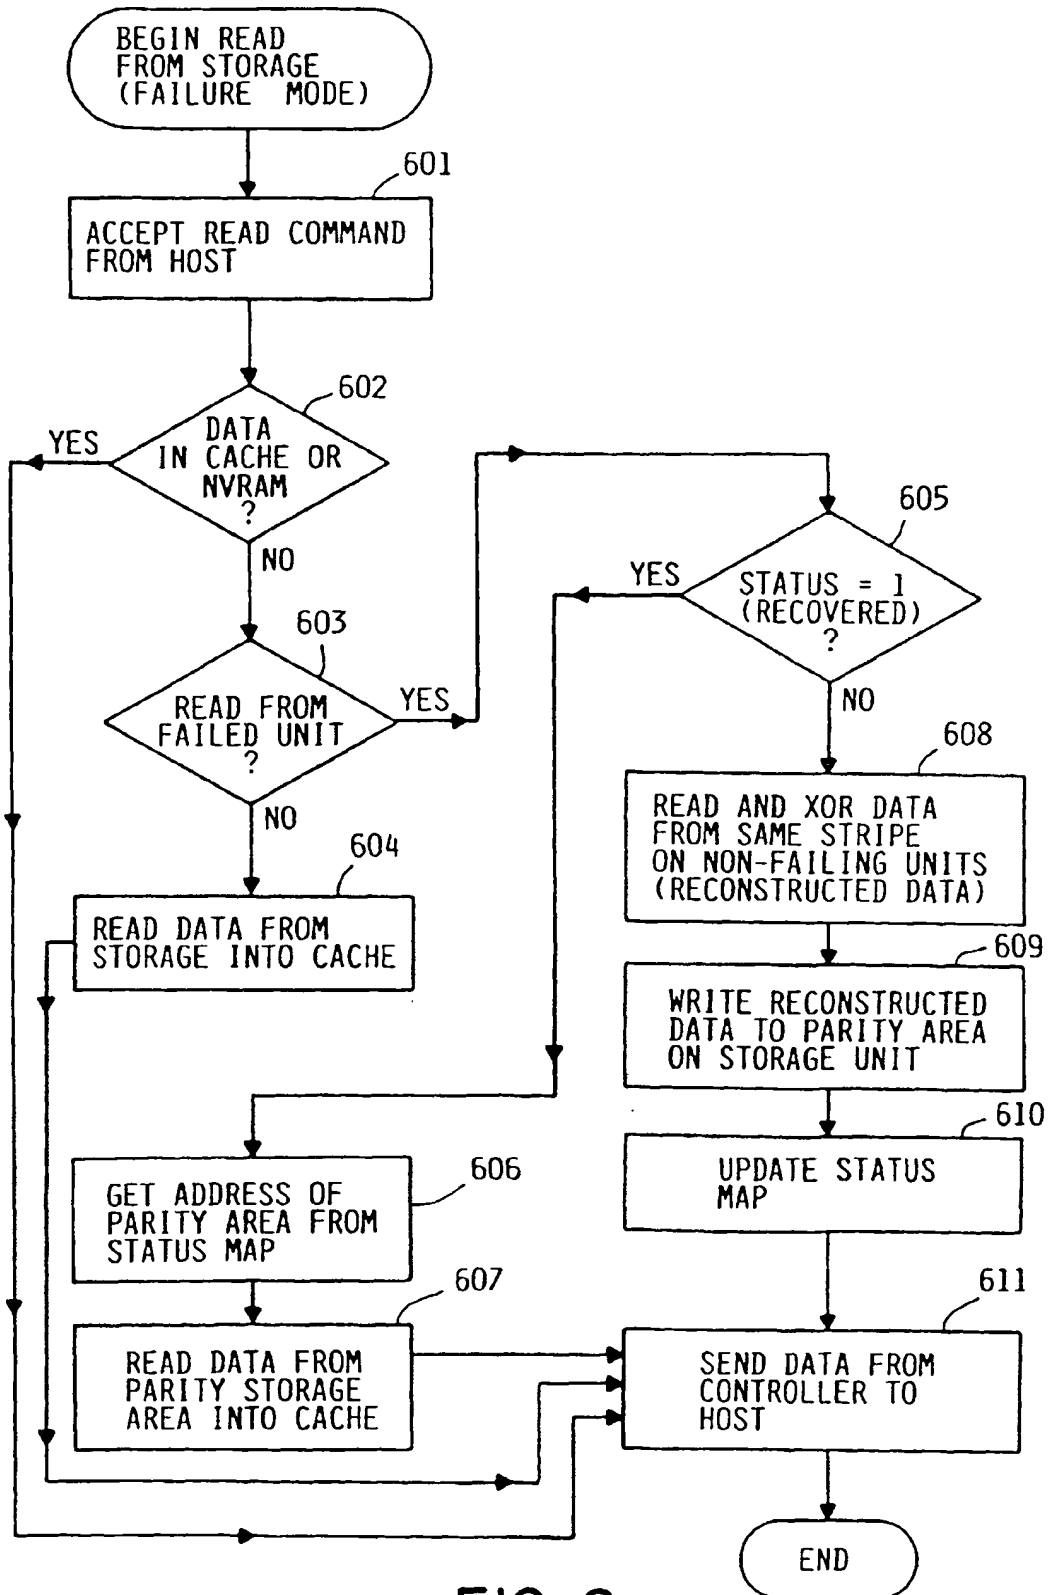 BEGIN READ
FROM STORAGE
(FAILURE MODE)
601
ACCEPT READ COMMAND
FROM HOST
602
DATA
IN CACHE OR
NVRAM
?
YES
NO
603
READ FROM
FAILED UNIT
?
YES
NO
604
READ DATA FROM
STORAGE INTO CACHE
605
STATUS = 1
(RECOVERED)
?
YES
NO
606
GET ADDRESS OF
PARITY AREA FROM
STATUS MAP
607
READ DATA FROM
PARITY STORAGE
AREA INTO CACHE
608
READ AND XOR DATA
FROM SAME STRIPE
ON NON-FAILING UNITS
(RECONSTRUCTED DATA)
609
WRITE RECONSTRUCTED
DATA TO PARITY AREA
ON STORAGE UNIT
610
UPDATE STATUS
MAP
611
SEND DATA FROM
CONTROLLER TO
HOST
END